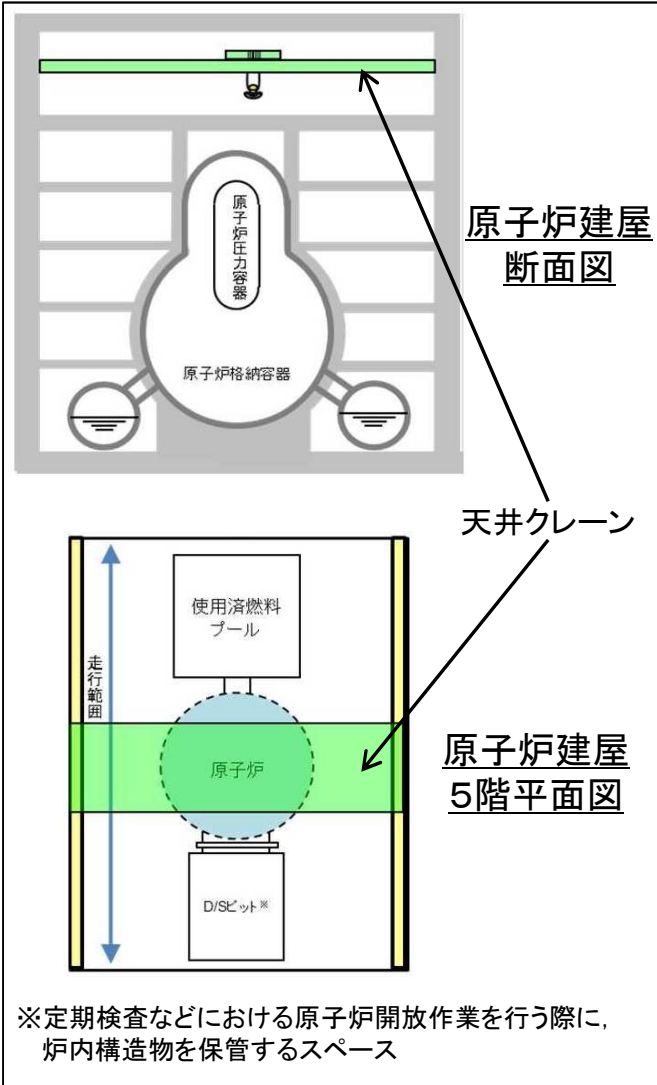 原子炉圧力容器
原子炉格納容器
原子炉建屋
断面図
天井クレーン
使用済燃料
プール
走行範囲
原子炉
D/Sピット※
原子炉建屋
5階平面図
※定期検査などにおける原子炉開放作業を行う際に,
炉内構造物を保管するスペース